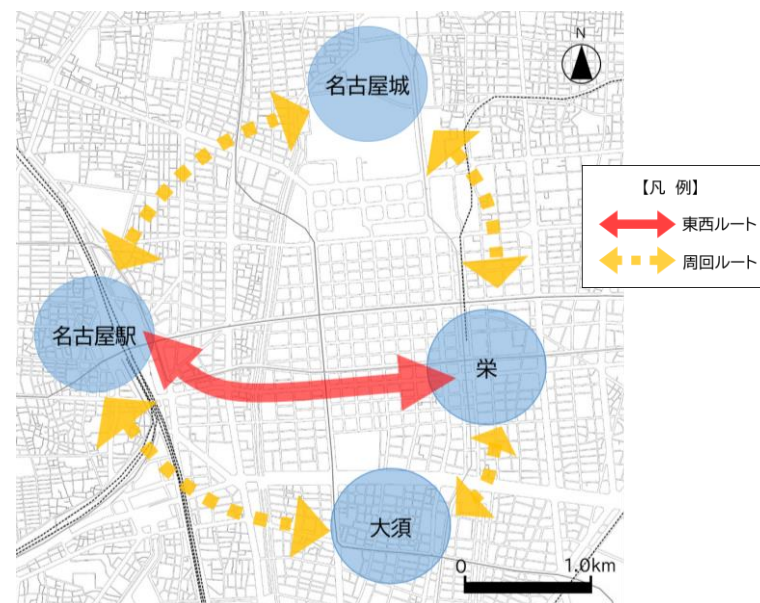 N
名古屋城
【凡 例】
東西ルート
周回ルート
名古屋駅
栄
大須
0 1.0km